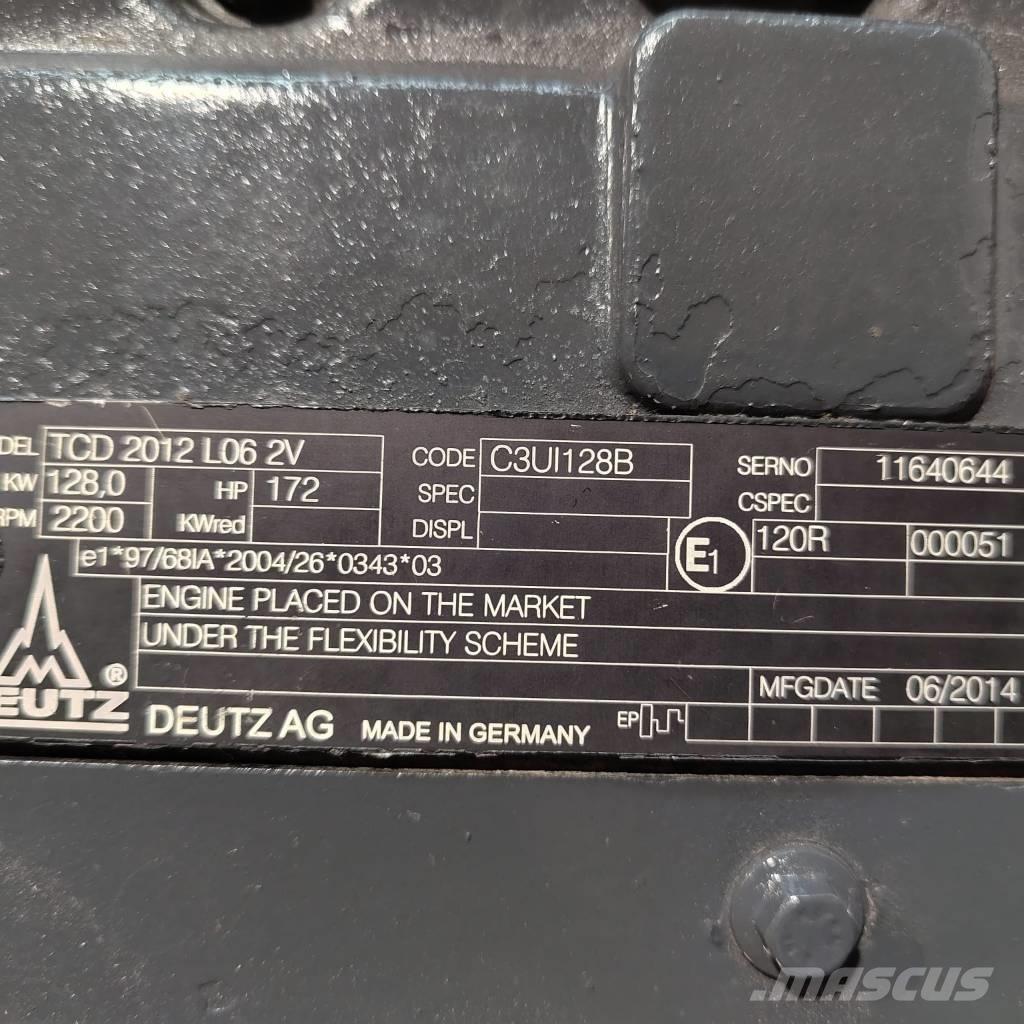 DEL TCD 2012 L06 2V CODE C3UI128B SERNO 11640644
KW 128,0 HP 172 SPEC CSPEC
RPM 2200 KWred DISPL E1 120R 000051
e1*97/68IA*2004/26*0343*03
ENGINE PLACED ON THE MARKET
UNDER THE FLEXIBILITY SCHEME
MFGDATE 06/2014
DEUTZ ® DEUTZ AG MADE IN GERMANY EP
MASCUS